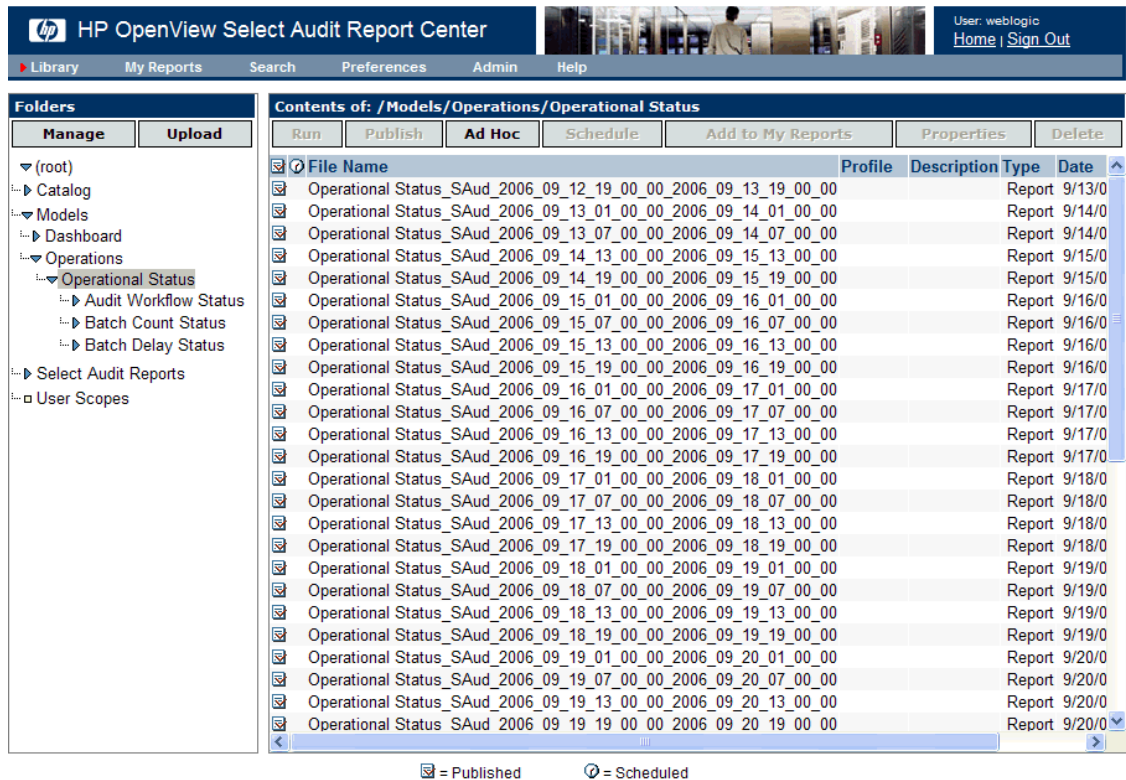 hp HP OpenView Select Audit Report Center
User: weblogic
Home | Sign Out
Library My Reports Search Preferences Admin Help
Folders
Manage Upload
(root)
Catalog
Models
Dashboard
Operations
Operational Status
Audit Workflow Status
Batch Count Status
Batch Delay Status
Select Audit Reports
User Scopes
Contents of: /Models/Operations/Operational Status
Run Publish Ad Hoc Schedule Add to My Reports Properties Delete
File Name Profile Description Type Date
Operational Status_SAud_2006_09_12_19_00_00_2006_09_13_19_00_00 Report 9/13/0
Operational Status_SAud_2006_09_13_01_00_00_2006_09_14_01_00_00 Report 9/14/0
Operational Status_SAud_2006_09_13_07_00_00_2006_09_14_07_00_00 Report 9/14/0
Operational Status_SAud_2006_09_14_13_00_00_2006_09_15_13_00_00 Report 9/15/0
Operational Status_SAud_2006_09_14_19_00_00_2006_09_15_19_00_00 Report 9/15/0
Operational Status_SAud_2006_09_15_01_00_00_2006_09_16_01_00_00 Report 9/16/0
Operational Status_SAud_2006_09_15_07_00_00_2006_09_16_07_00_00 Report 9/16/0
Operational Status_SAud_2006_09_15_13_00_00_2006_09_16_13_00_00 Report 9/16/0
Operational Status_SAud_2006_09_15_19_00_00_2006_09_16_19_00_00 Report 9/16/0
Operational Status_SAud_2006_09_16_01_00_00_2006_09_17_01_00_00 Report 9/17/0
Operational Status_SAud_2006_09_16_07_00_00_2006_09_17_07_00_00 Report 9/17/0
Operational Status_SAud_2006_09_16_13_00_00_2006_09_17_13_00_00 Report 9/17/0
Operational Status_SAud_2006_09_16_19_00_00_2006_09_17_19_00_00 Report 9/17/0
Operational Status_SAud_2006_09_17_01_00_00_2006_09_18_01_00_00 Report 9/18/0
Operational Status_SAud_2006_09_17_07_00_00_2006_09_18_07_00_00 Report 9/18/0
Operational Status_SAud_2006_09_17_13_00_00_2006_09_18_13_00_00 Report 9/18/0
Operational Status_SAud_2006_09_17_19_00_00_2006_09_18_19_00_00 Report 9/18/0
Operational Status_SAud_2006_09_18_01_00_00_2006_09_19_01_00_00 Report 9/19/0
Operational Status_SAud_2006_09_18_07_00_00_2006_09_19_07_00_00 Report 9/19/0
Operational Status_SAud_2006_09_18_13_00_00_2006_09_19_13_00_00 Report 9/19/0
Operational Status_SAud_2006_09_18_19_00_00_2006_09_19_19_00_00 Report 9/19/0
Operational Status_SAud_2006_09_19_01_00_00_2006_09_20_01_00_00 Report 9/20/0
Operational Status_SAud_2006_09_19_07_00_00_2006_09_20_07_00_00 Report 9/20/0
Operational Status_SAud_2006_09_19_13_00_00_2006_09_20_13_00_00 Report 9/20/0
Operational Status_SAud_2006_09_19_19_00_00_2006_09_20_19_00_00 Report 9/20/0
= Published = Scheduled